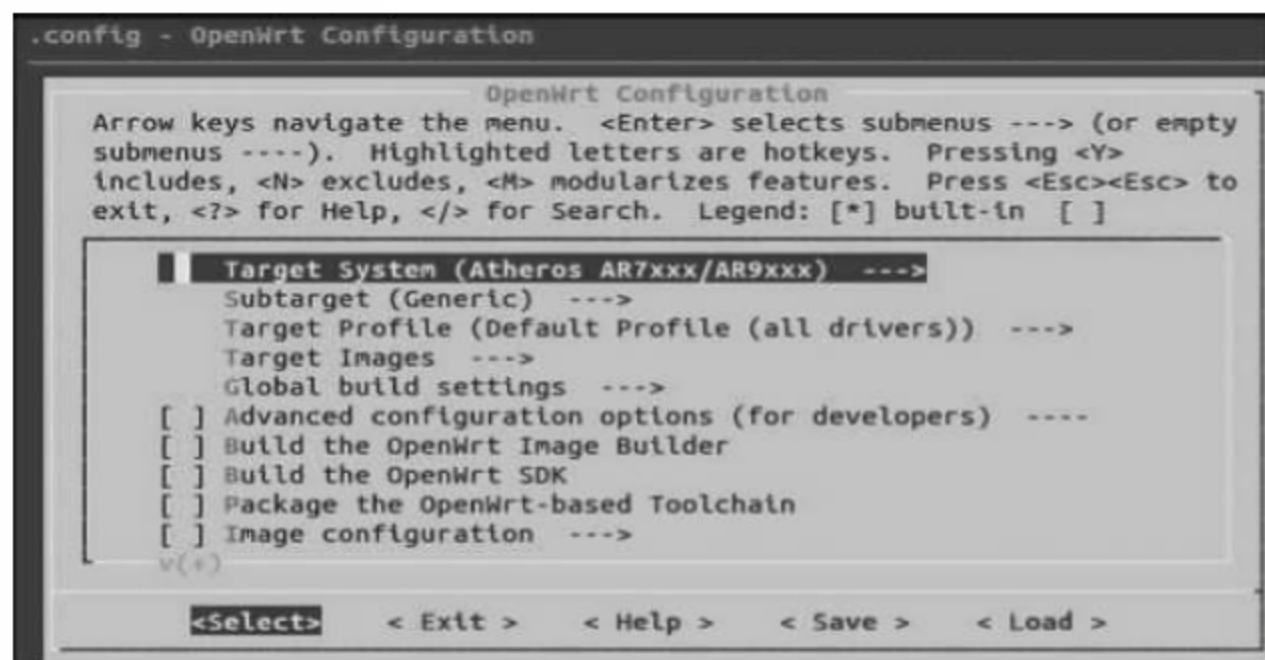 .config - OpenWrt Configuration
OpenWrt Configuration
Arrow keys navigate the menu.  <Enter> selects submenus ---> (or empty
submenus ----).  Highlighted letters are hotkeys.  Pressing <Y>
includes, <N> excludes, <M> modularizes features.  Press <Esc><Esc> to
exit, <?> for Help, </> for Search.  Legend: [*] built-in  [ ]
Target System (Atheros AR7xxx/AR9xxx)  --->
Subtarget (Generic)  --->
Target Profile (Default Profile (all drivers))  --->
Target Images  --->
Global build settings  --->
[ ] Advanced configuration options (for developers)  ----
[ ] Build the OpenWrt Image Builder
[ ] Build the OpenWrt SDK
[ ] Package the OpenWrt-based Toolchain
[ ] Image configuration  --->
v(+)
<Select>    < Exit >    < Help >    < Save >    < Load >